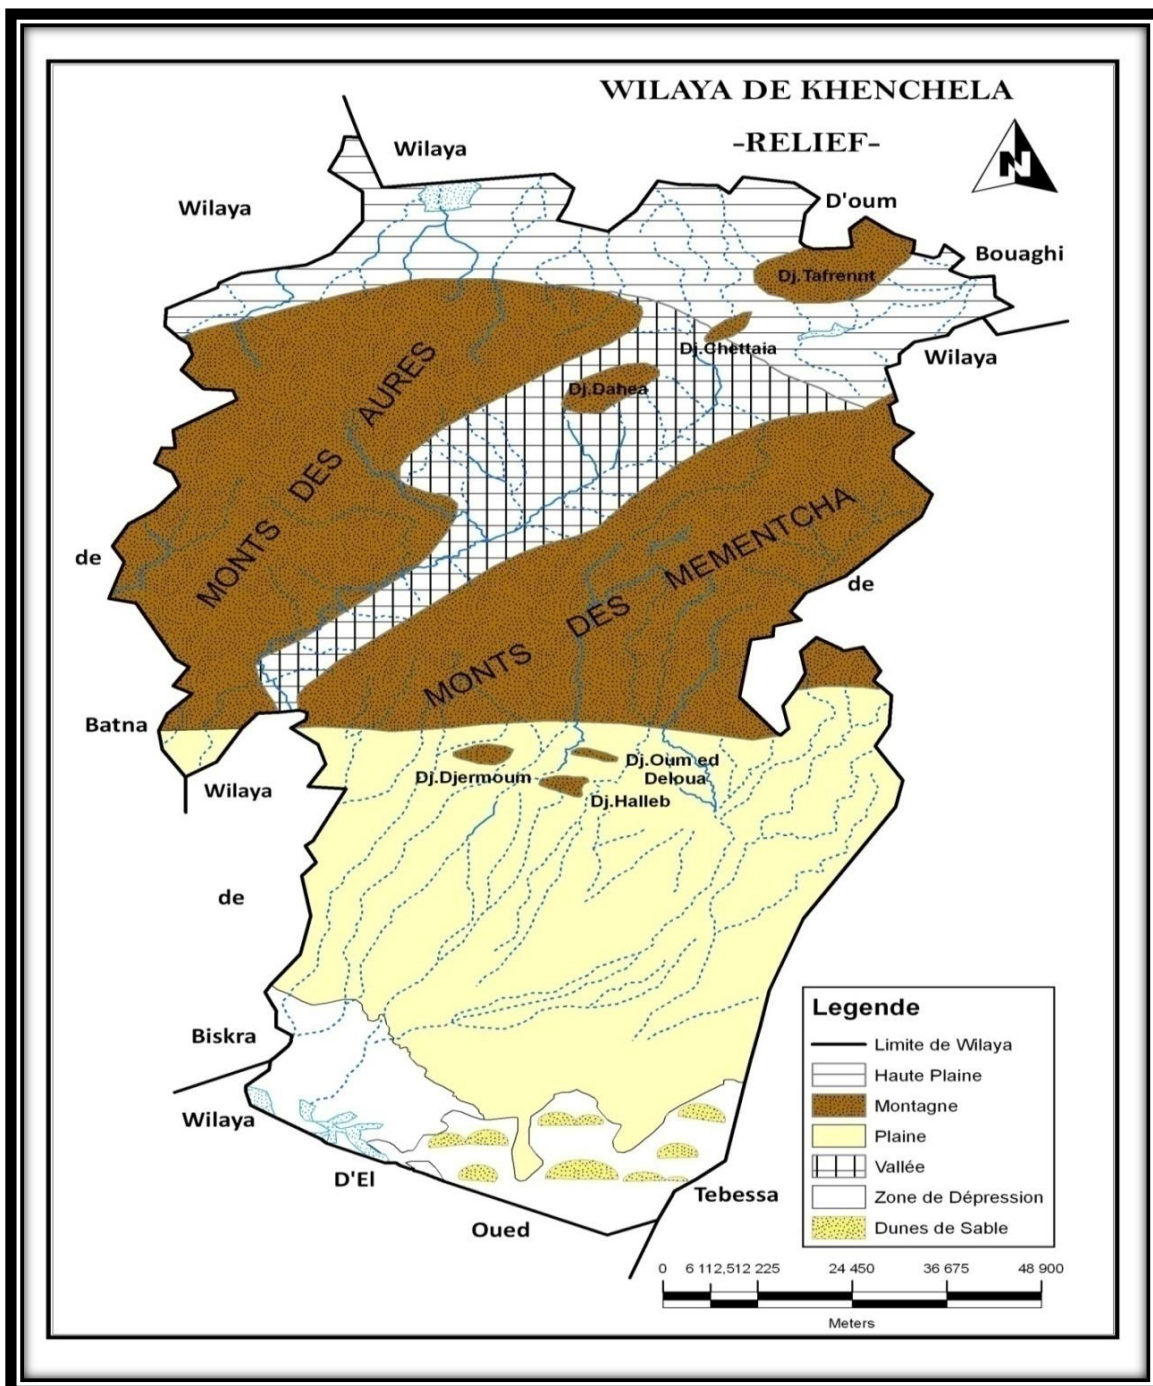 WILAYA DE KHENCHELA
-RELIEF-
N
Wilaya
Wilaya
D'oum
Bouaghi
Dj.Tafrennt
Dj.Chettaia
Wilaya
Dj.Dahea
MONTS DES AURES
MONTS DES MEMENTCHA
de
de
Batna
Wilaya
Dj.Djermoum
Dj.Oum ed
Deloua
Dj.Halleb
de
Biskra
Wilaya
D'El
Oued
Tebessa
Legende
Limite de Wilaya
Haute Plaine
Montagne
Plaine
Vallée
Zone de Dépression
Dunes de Sable
0 6 112,512 225 24 450 36 675 48 900
Meters